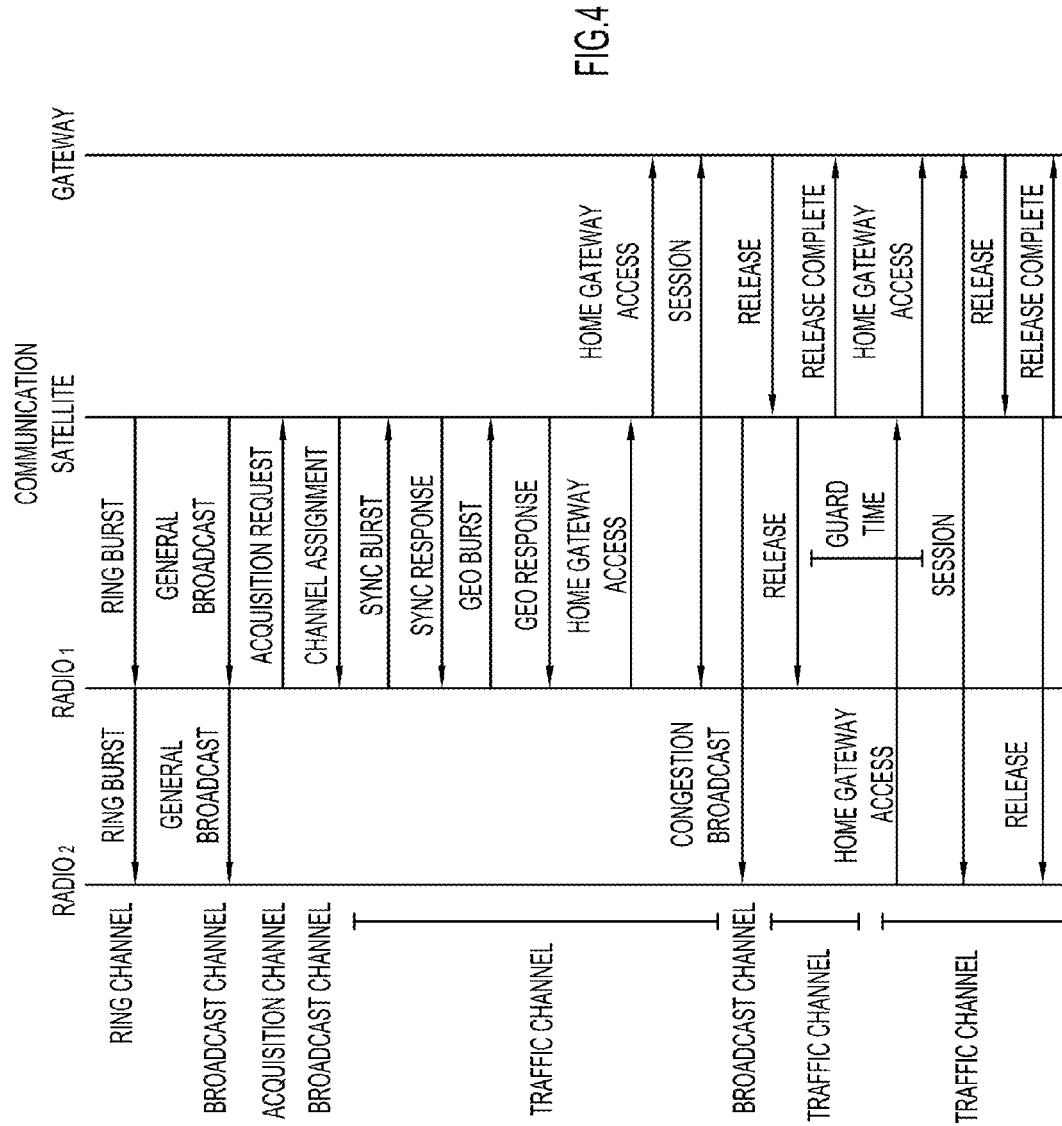 COMMUNICATION
RADIO2
RADIO1
SATELLITE
GATEWAY
RING CHANNEL
RING BURST
RING BURST
GENERAL
BROADCAST
GENERAL
BROADCAST
BROADCAST CHANNEL
ACQUISITION CHANNEL
ACQUISITION REQUEST
BROADCAST CHANNEL
CHANNEL ASSIGNMENT
TRAFFIC CHANNEL
SYNC BURST
SYNC RESPONSE
GEO BURST
GEO RESPONSE
HOME GATEWAY
ACCESS
HOME GATEWAY
ACCESS
SESSION
BROADCAST CHANNEL
CONGESTION
BROADCAST
TRAFFIC CHANNEL
RELEASE
RELEASE
GUARD
TIME
RELEASE COMPLETE
HOME GATEWAY
ACCESS
HOME GATEWAY
ACCESS
TRAFFIC CHANNEL
SESSION
RELEASE
RELEASE
RELEASE COMPLETE
FIG.4